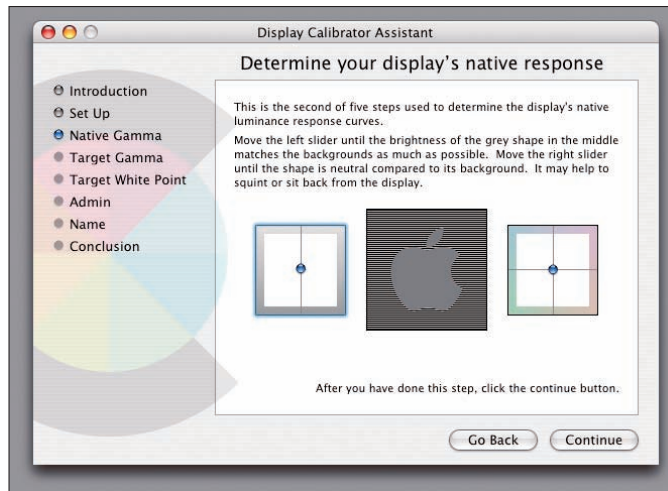 Display Calibrator Assistant
Determine your display's native response
Introduction
Set Up
Native Gamma
Target Gamma
Target White Point
Admin
Name
Conclusion
This is the second of five steps used to determine the display's native
luminance response curves.
Move the left slider until the brightness of the grey shape in the middle
matches the backgrounds as much as possible. Move the right slider
until the shape is neutral compared to its background. It may help to
squint or sit back from the display.
After you have done this step, click the continue button.
Go Back
Continue